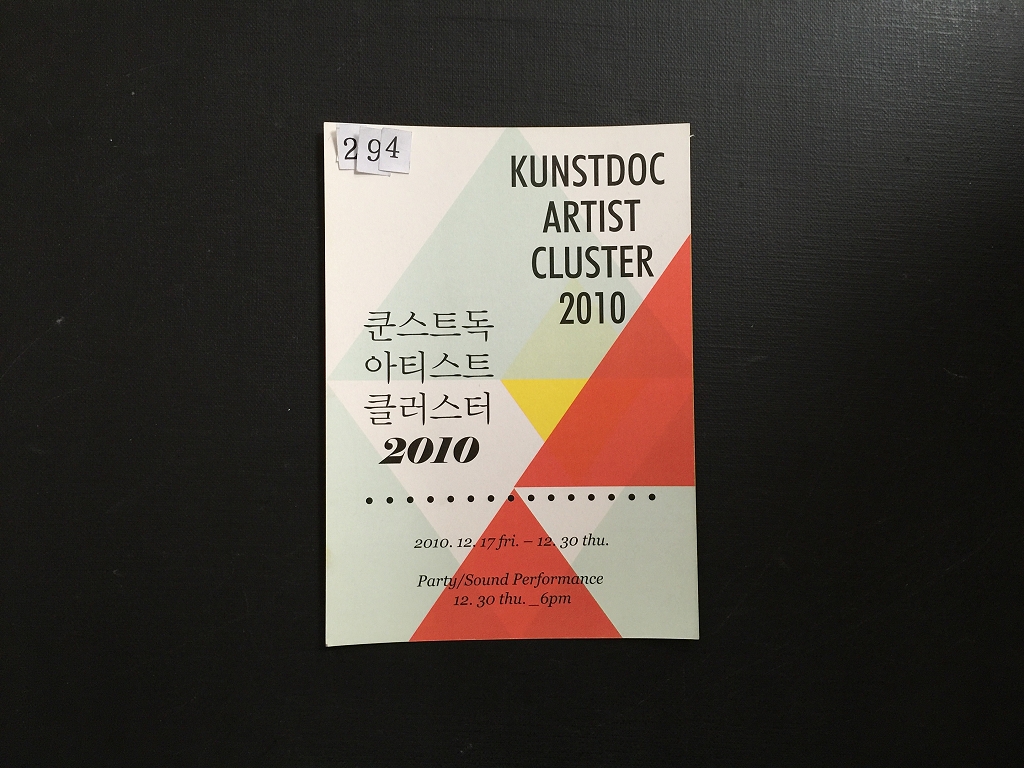 294
KUNSTDOC
ARTIST
CLUSTER
2010
쿤스트독
아티스트
클러스터
2010
2010. 12. 17 fri. – 12. 30 thu.
Party/Sound Performance
12. 30 thu. _6pm